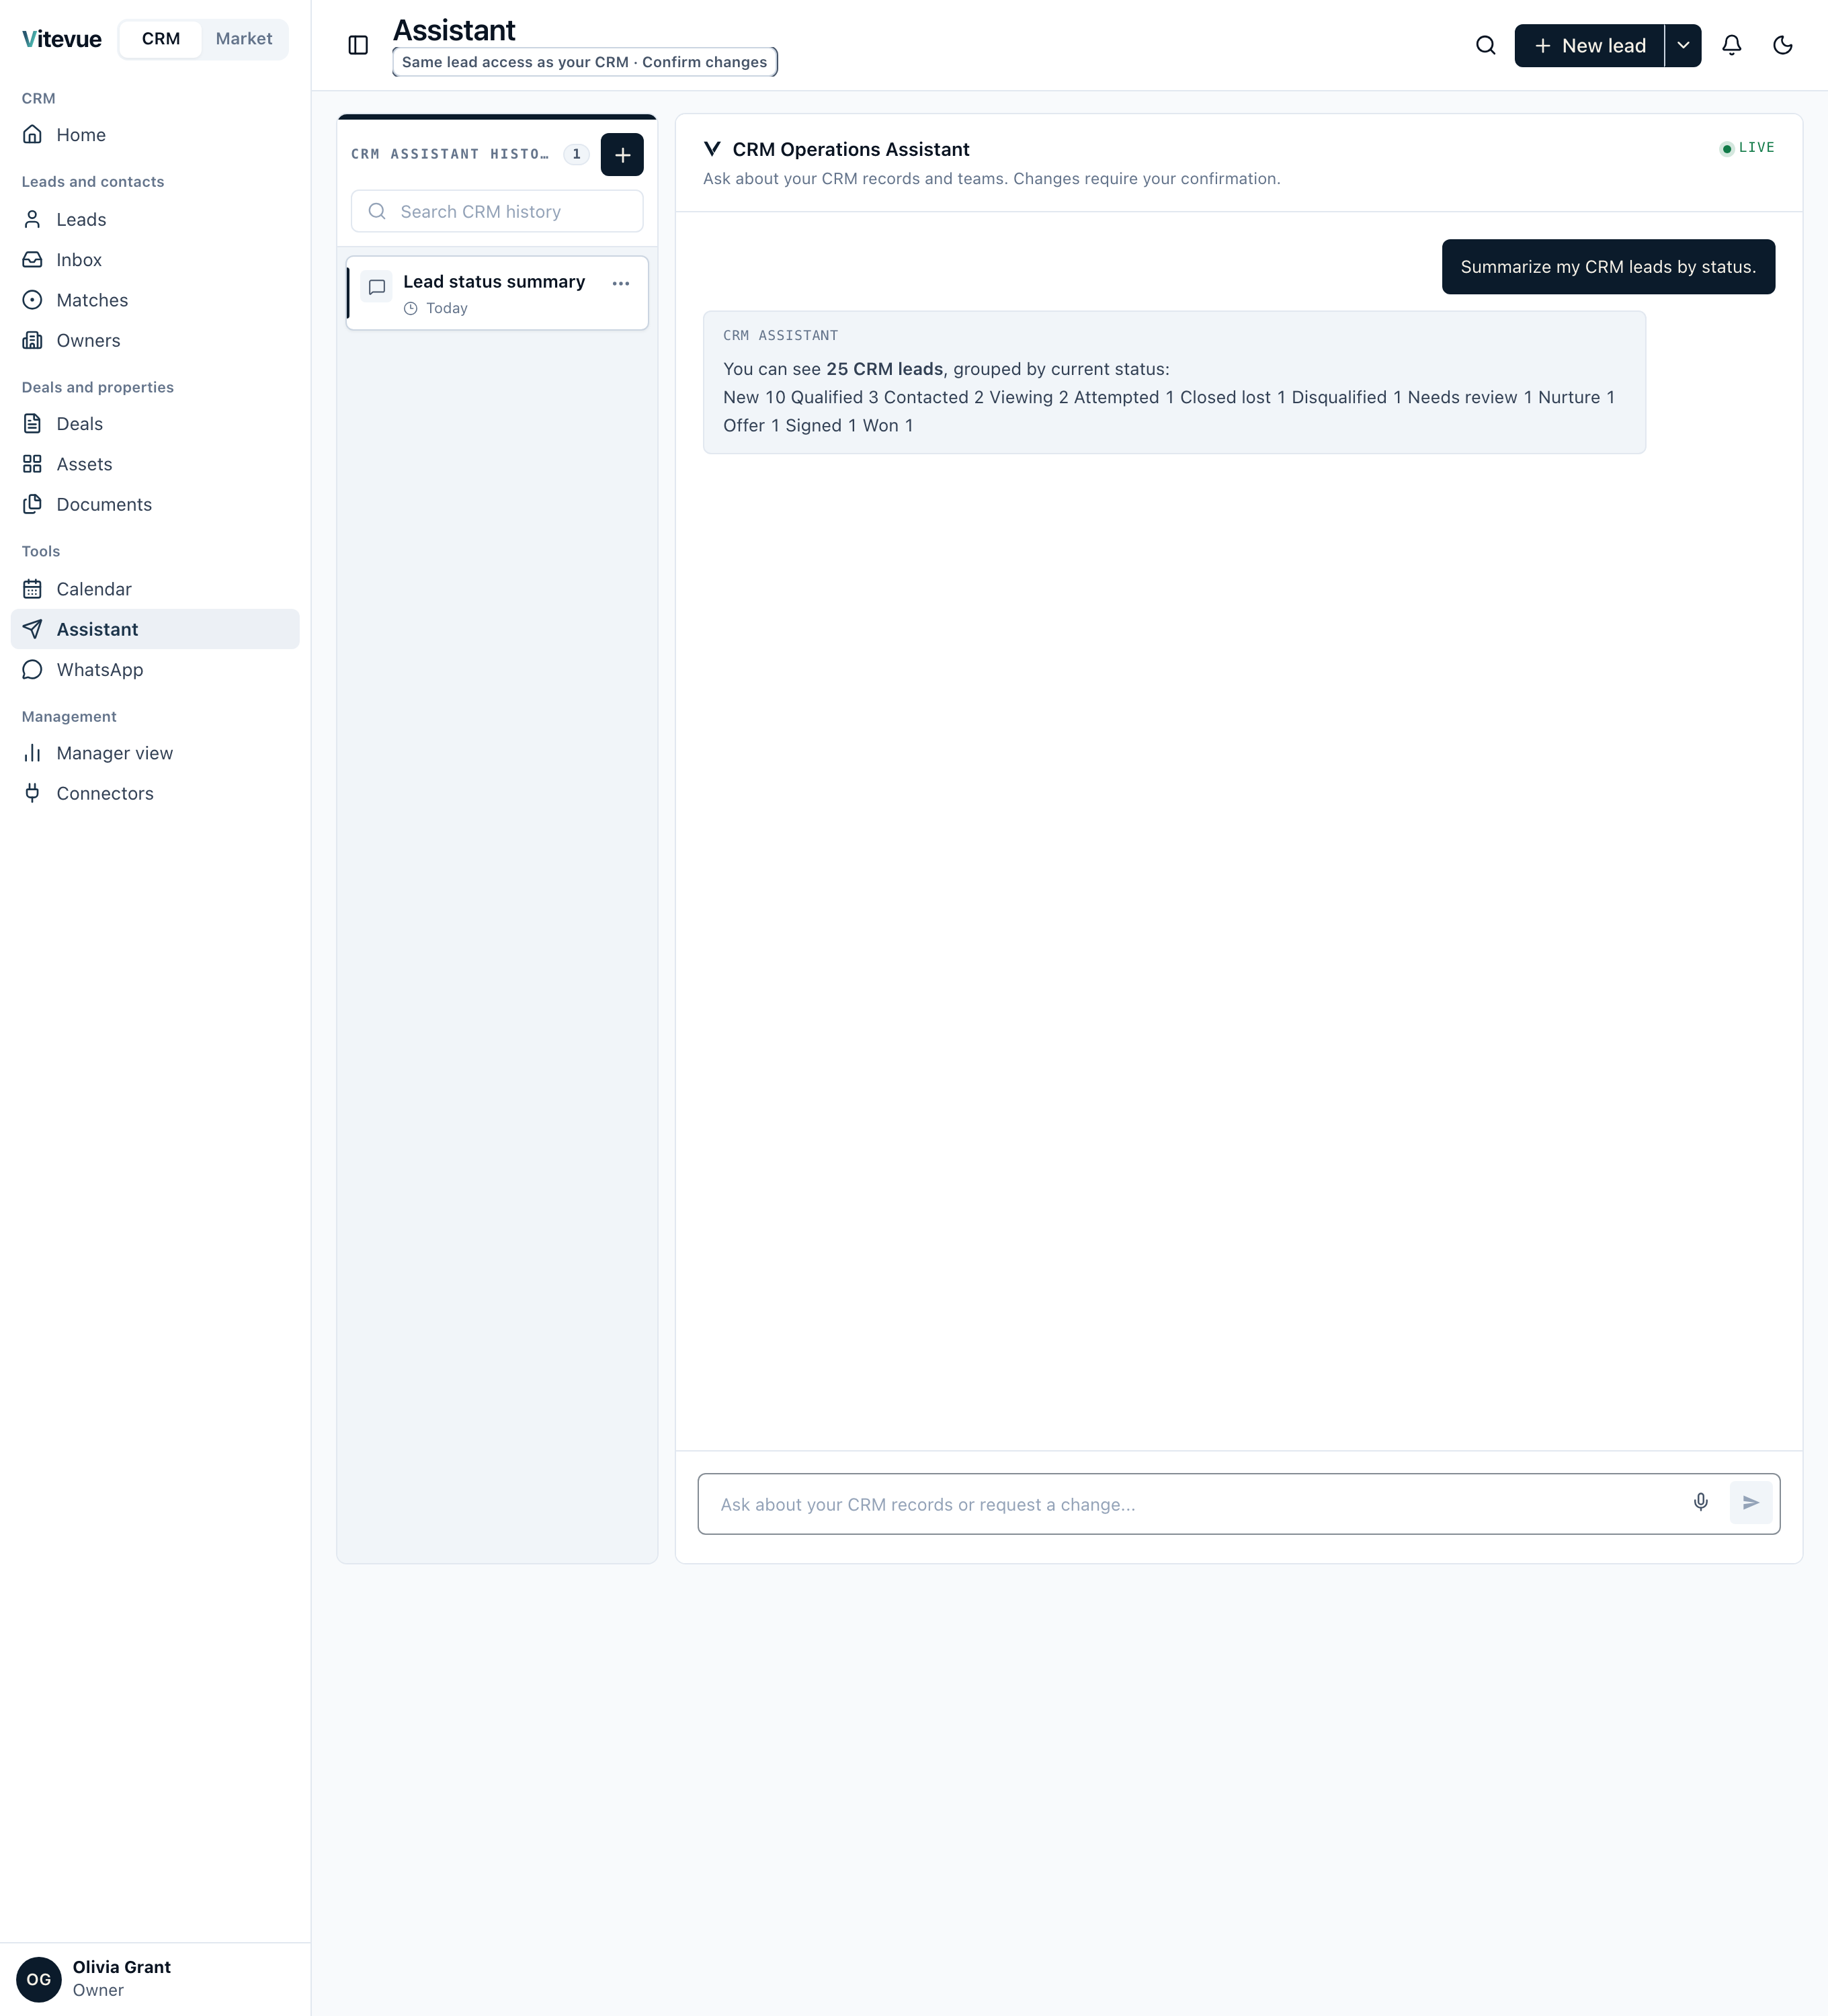 Vitevue
CRM
Market
CRM
Home
Leads and contacts
Leads
Inbox
Matches
Owners
Deals and properties
Deals
Assets
Documents
Tools
Calendar
Assistant
WhatsApp
Management
Manager view
Connectors
OG
Olivia Grant
Owner
Assistant
Same lead access as your CRM · Confirm changes
New lead
CRM ASSISTANT HISTO…
1
Search CRM history
Lead status summary
Today
CRM Operations Assistant
LIVE
Ask about your CRM records and teams. Changes require your confirmation.
Summarize my CRM leads by status.
CRM ASSISTANT
You can see 25 CRM leads, grouped by current status:
New 10 Qualified 3 Contacted 2 Viewing 2 Attempted 1 Closed lost 1 Disqualified 1 Needs review 1 Nurture 1
Offer 1 Signed 1 Won 1
Ask about your CRM records or request a change...